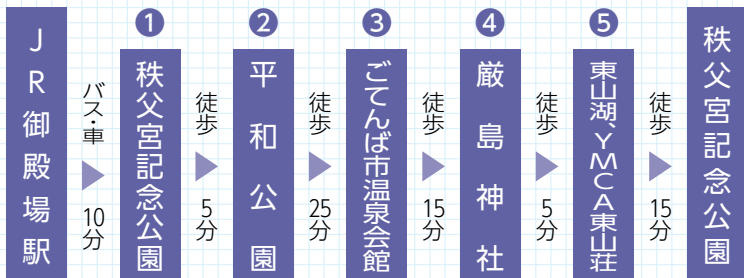 JR御殿場駅
バス・車
10分
❶
秩父宮記念公園
徒歩
5分
❷
平和公園
徒歩
25分
❸
ごてんば市温泉会館
徒歩
15分
❹
厳島神社
徒歩
5分
❺
東山湖、YMCA東山荘
徒歩
15分
秩父宮記念公園